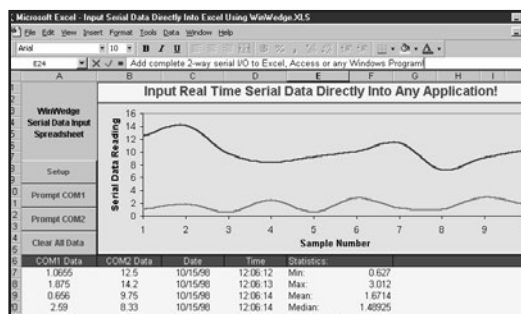 Microsoft Excel - Input Serial Data Directly Into Excel Using WinWedge.XLS
File Edit View Insert Format Tools Data Window Help
Arial 10 B I U
E24 = Add complete 2-way serial I/O to Excel, Access or any Windows Program!
A B C D E F G H I
Input Real Time Serial Data Directly Into Any Application!
WinWedge
Serial Data Input
Spreadsheet
Setup
Prompt COM1
Prompt COM2
Clear All Data
Serial Data Reading
16
14
12
10
8
6
4
2
0
1 2 3 4 5 6 7 8 9
Sample Number
COM1 Data COM2 Data Date Time Statistics:
1.0655 12.5 10/15/98 12:06:12 Min: 0.627
1.875 14.2 10/15/98 12:06:13 Max: 3.012
0.656 9.75 10/15/98 12:06:14 Mean: 1.6714
2.59 8.33 10/15/98 12:06:14 Median: 1.48925